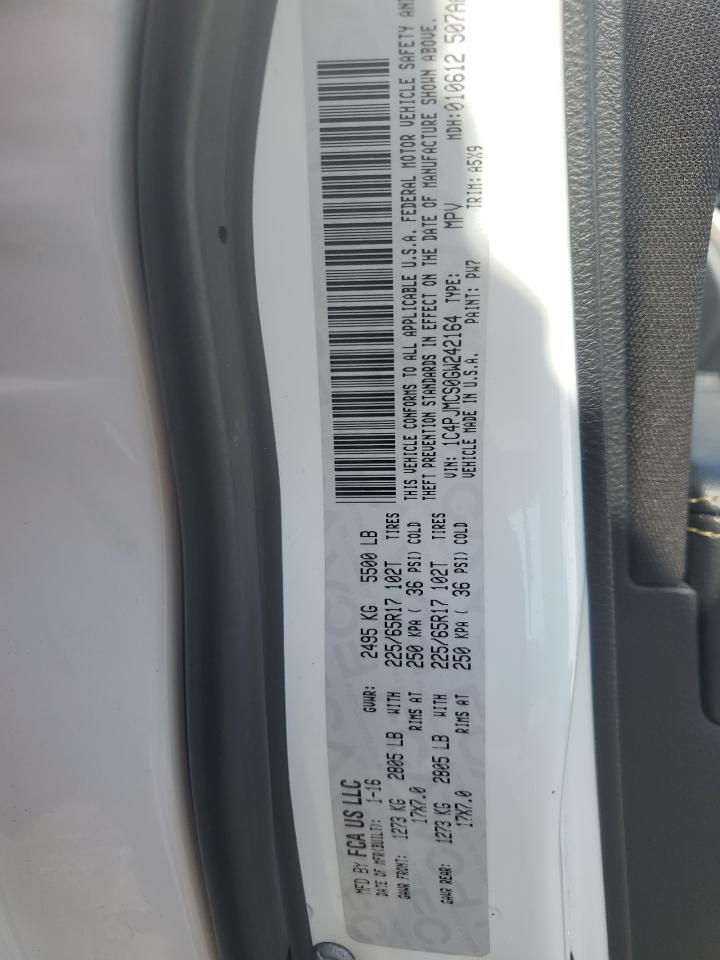 MFD BY FCA US LLC
DATE OF MFR(BUILT): 1-16 GVWR: 2495 KG 5500 LB
GAWR FRONT: 1273 KG 2805 LB WITH 225/65R17 102T TIRES
17X7.0 RIMS AT 250 KPA ( 36 PSI) COLD
GAWR REAR: 1273 KG 2805 LB WITH 225/65R17 102T TIRES
17X7.0 RIMS AT 250 KPA ( 36 PSI) COLD
THIS VEHICLE CONFORMS TO ALL APPLICABLE U.S.A. FEDERAL MOTOR VEHICLE SAFETY AND
THEFT PREVENTION STANDARDS IN EFFECT ON THE DATE OF MANUFACTURE SHOWN ABOVE.
VIN: 1C4PJMCS0GW242164 TYPE: MPV MDH:010612 507A
VEHICLE MADE IN U.S.A. PAINT: PW7 TRIM: A5X9